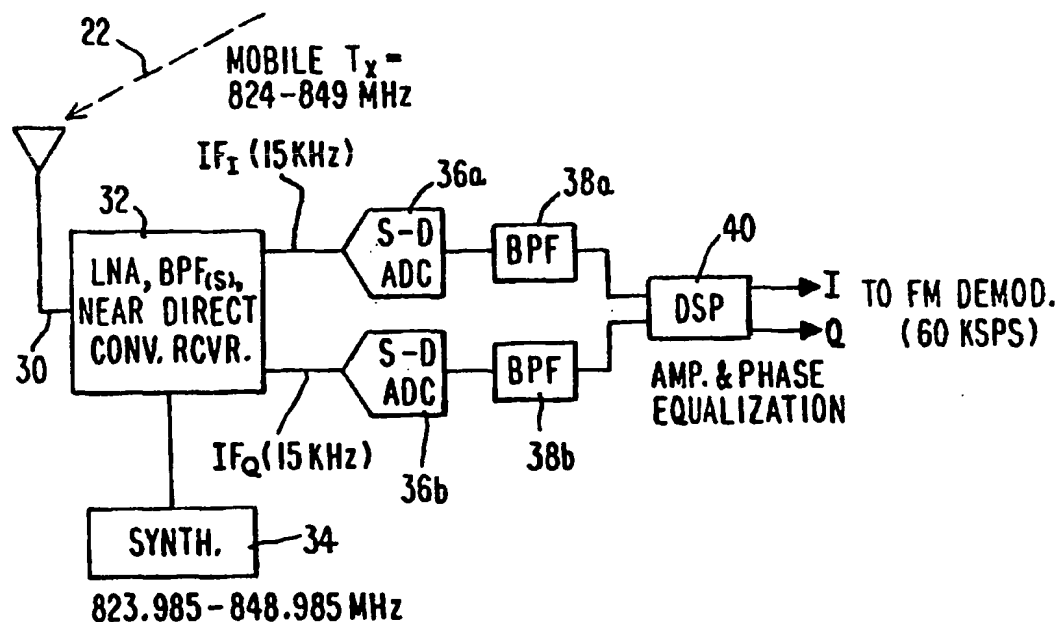 22
MOBILE Tx =
824-849 MHz
IFI (15KHz)
36a
38a
32
S-D
ADC
BPF
40
LNA, BPF(S),
NEAR DIRECT
CONV. RCVR.
DSP
I
Q
TO FM DEMOD.
(60 KSPS)
30
S-D
ADC
BPF
AMP. & PHASE
EQUALIZATION
IFQ (15KHz)
36b
38b
SYNTH.
34
823.985-848.985 MHz